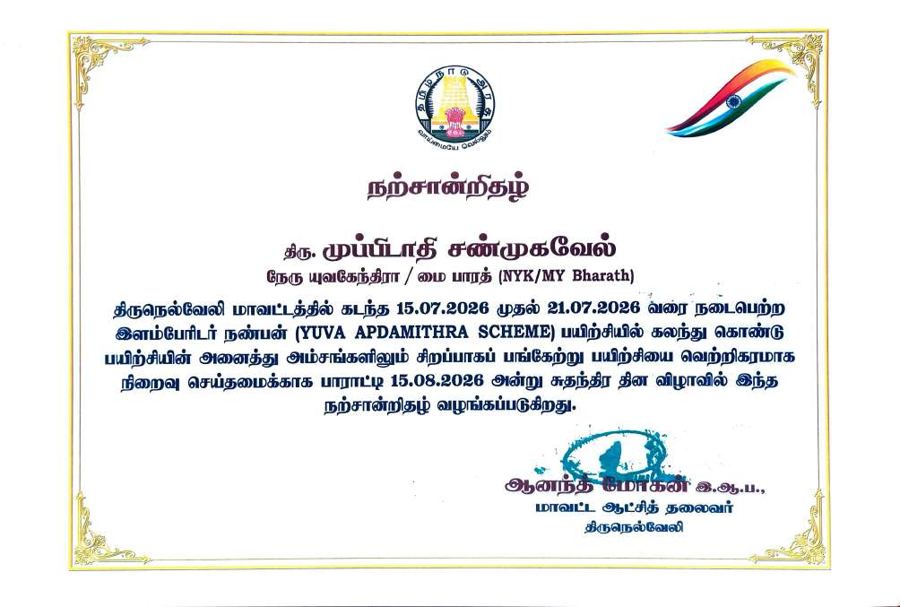 தமிழ்நாடு அரசு
வாய்மையே வெல்லும்
நற்சான்றிதழ்
திரு. முப்பிடாதி சண்முகவேல்
நேரு யுவகேந்திரா / மை பாரத் (NYK/MY Bharath)
திருநெல்வேலி மாவட்டத்தில் கடந்த 15.07.2026 முதல் 21.07.2026 வரை நடைபெற்ற
இளம்பேரிடர் நண்பன் (YUVA APDAMITHRA SCHEME) பயிற்சியில் கலந்து கொண்டு
பயிற்சியின் அனைத்து அம்சங்களிலும் சிறப்பாகப் பங்கேற்று பயிற்சியை வெற்றிகரமாக
நிறைவு செய்தமைக்காக பாராட்டி 15.08.2026 அன்று சுதந்திர தின விழாவில் இந்த
நற்சான்றிதழ் வழங்கப்படுகிறது.
ஆனந்த் மோகன் இ.ஆ.ப.,
மாவட்ட ஆட்சித் தலைவர்
திருநெல்வேலி